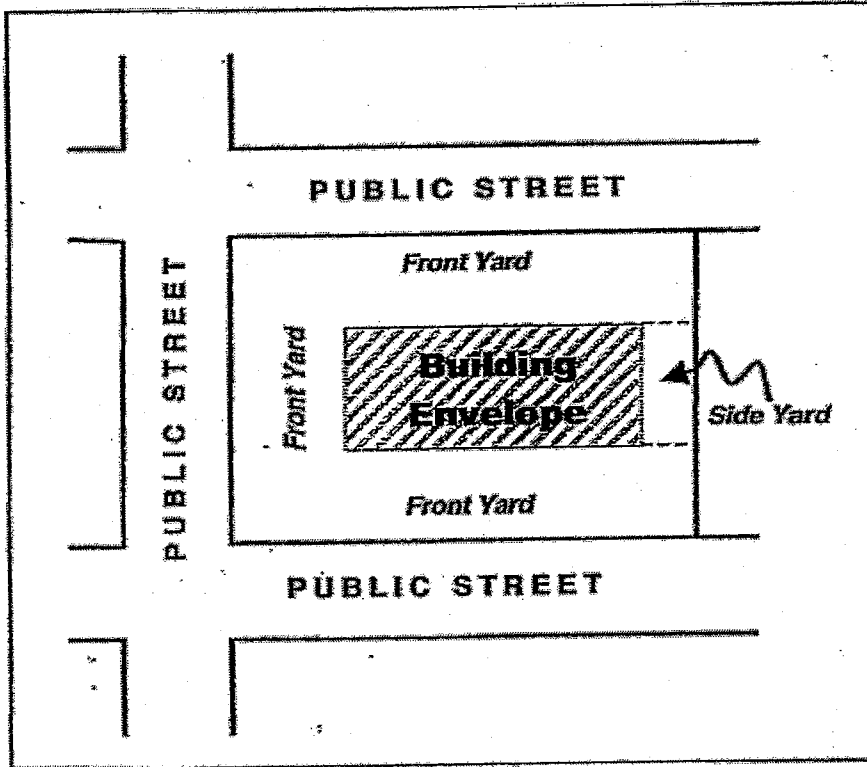 PUBLIC STREET
Front Yard
PUBLIC STREET
Front Yard
Building
Envelope
Side Yard
Front Yard
PUBLIC STREET